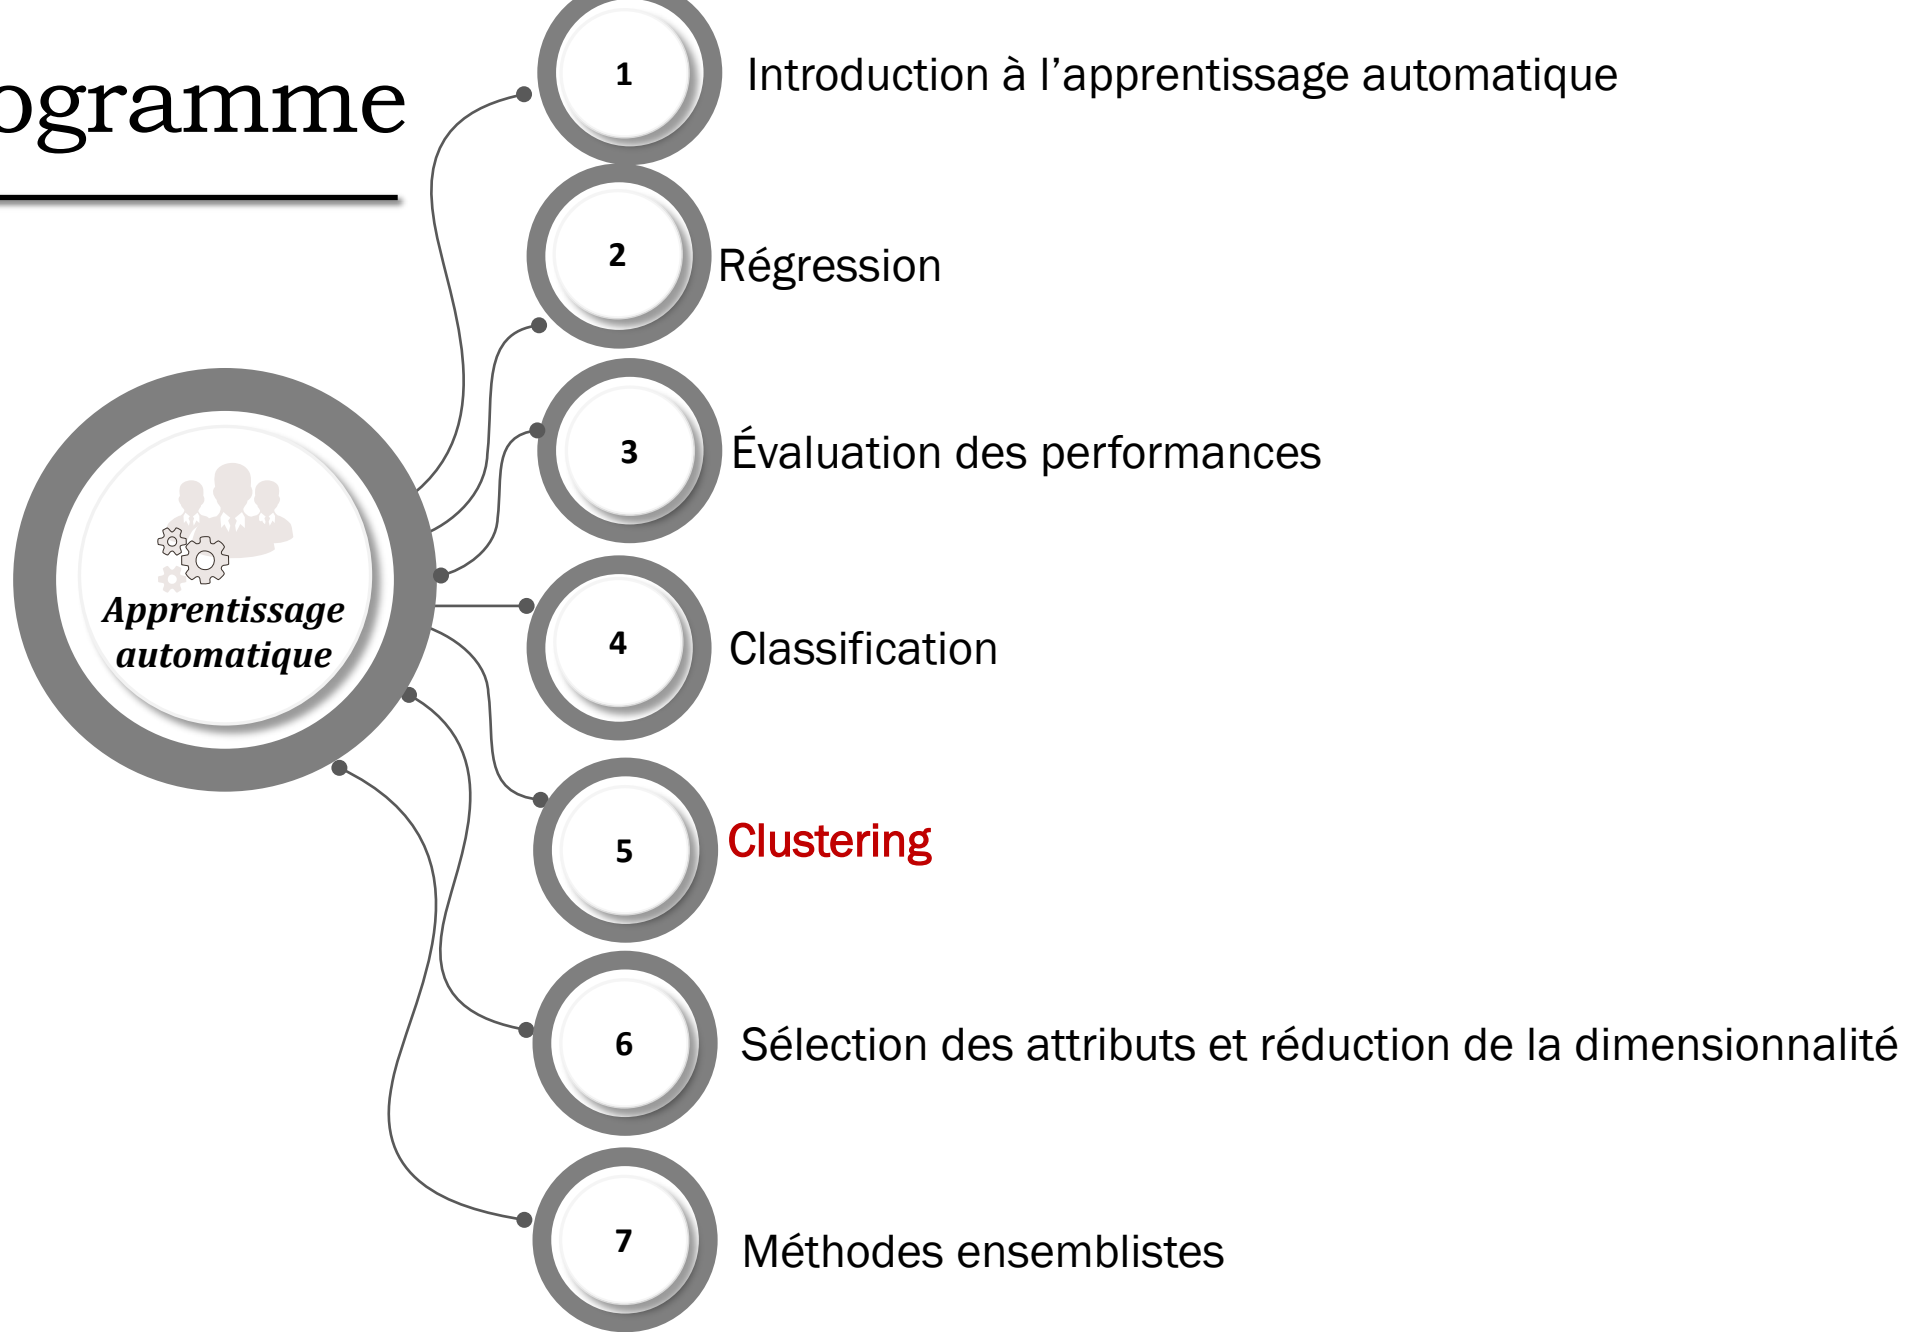 ogramme
1
Introduction à l’apprentissage automatique
2
Régression
3
Évaluation des performances
Apprentissage
automatique
4
Classification
5
Clustering
6
Sélection des attributs et réduction de la dimensionnalité
7
Méthodes ensemblistes